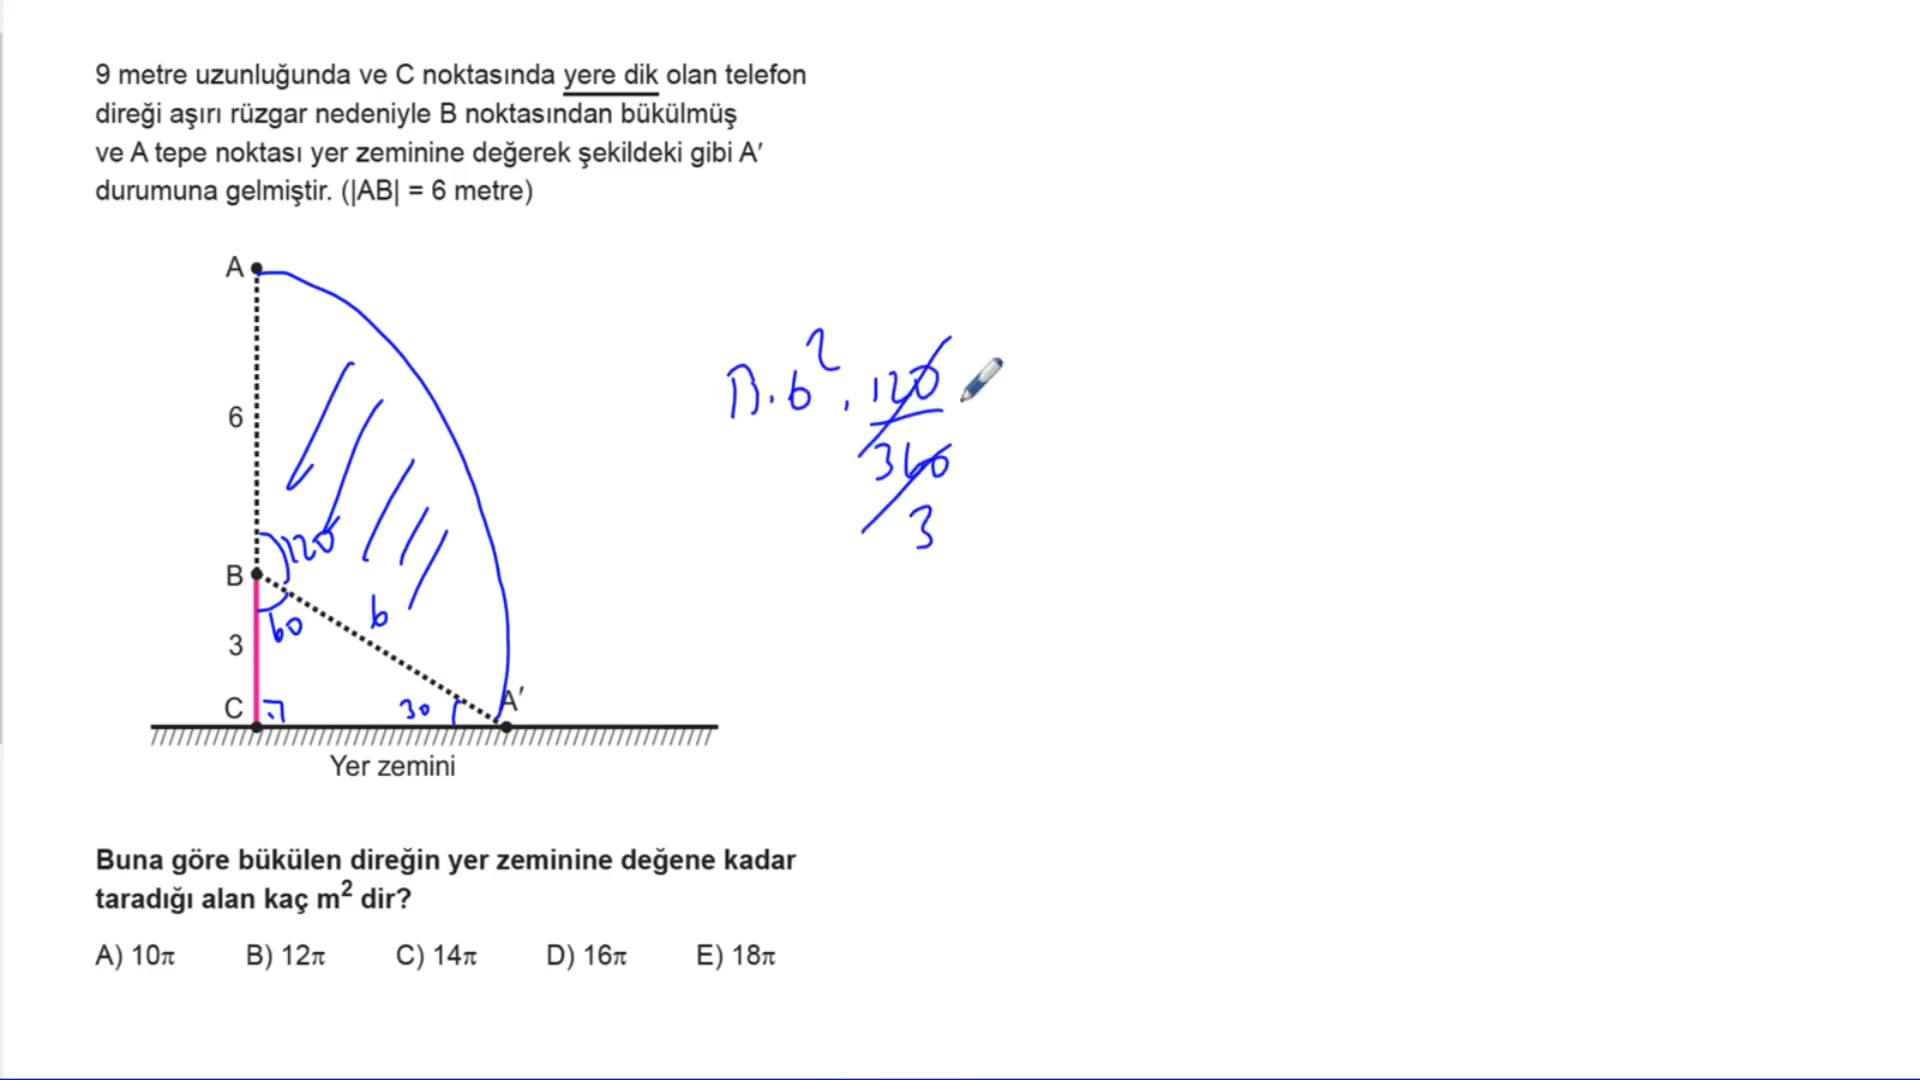 9 metre uzunluğunda ve C noktasında yere dik olan telefon
direği aşırı rüzgar nedeniyle B noktasından bükülmüş
ve A tepe noktası yer zeminine değerek şekildeki gibi A′
durumuna gelmiştir. (|AB| = 6 metre)
A
6
π.6².120
360
3
120
B
6
60
3
A′
C
30
Yer zemini
Buna göre bükülen direğin yer zeminine değene kadar
taradığı alan kaç m² dir?
A) 10π B) 12π C) 14π D) 16π E) 18π